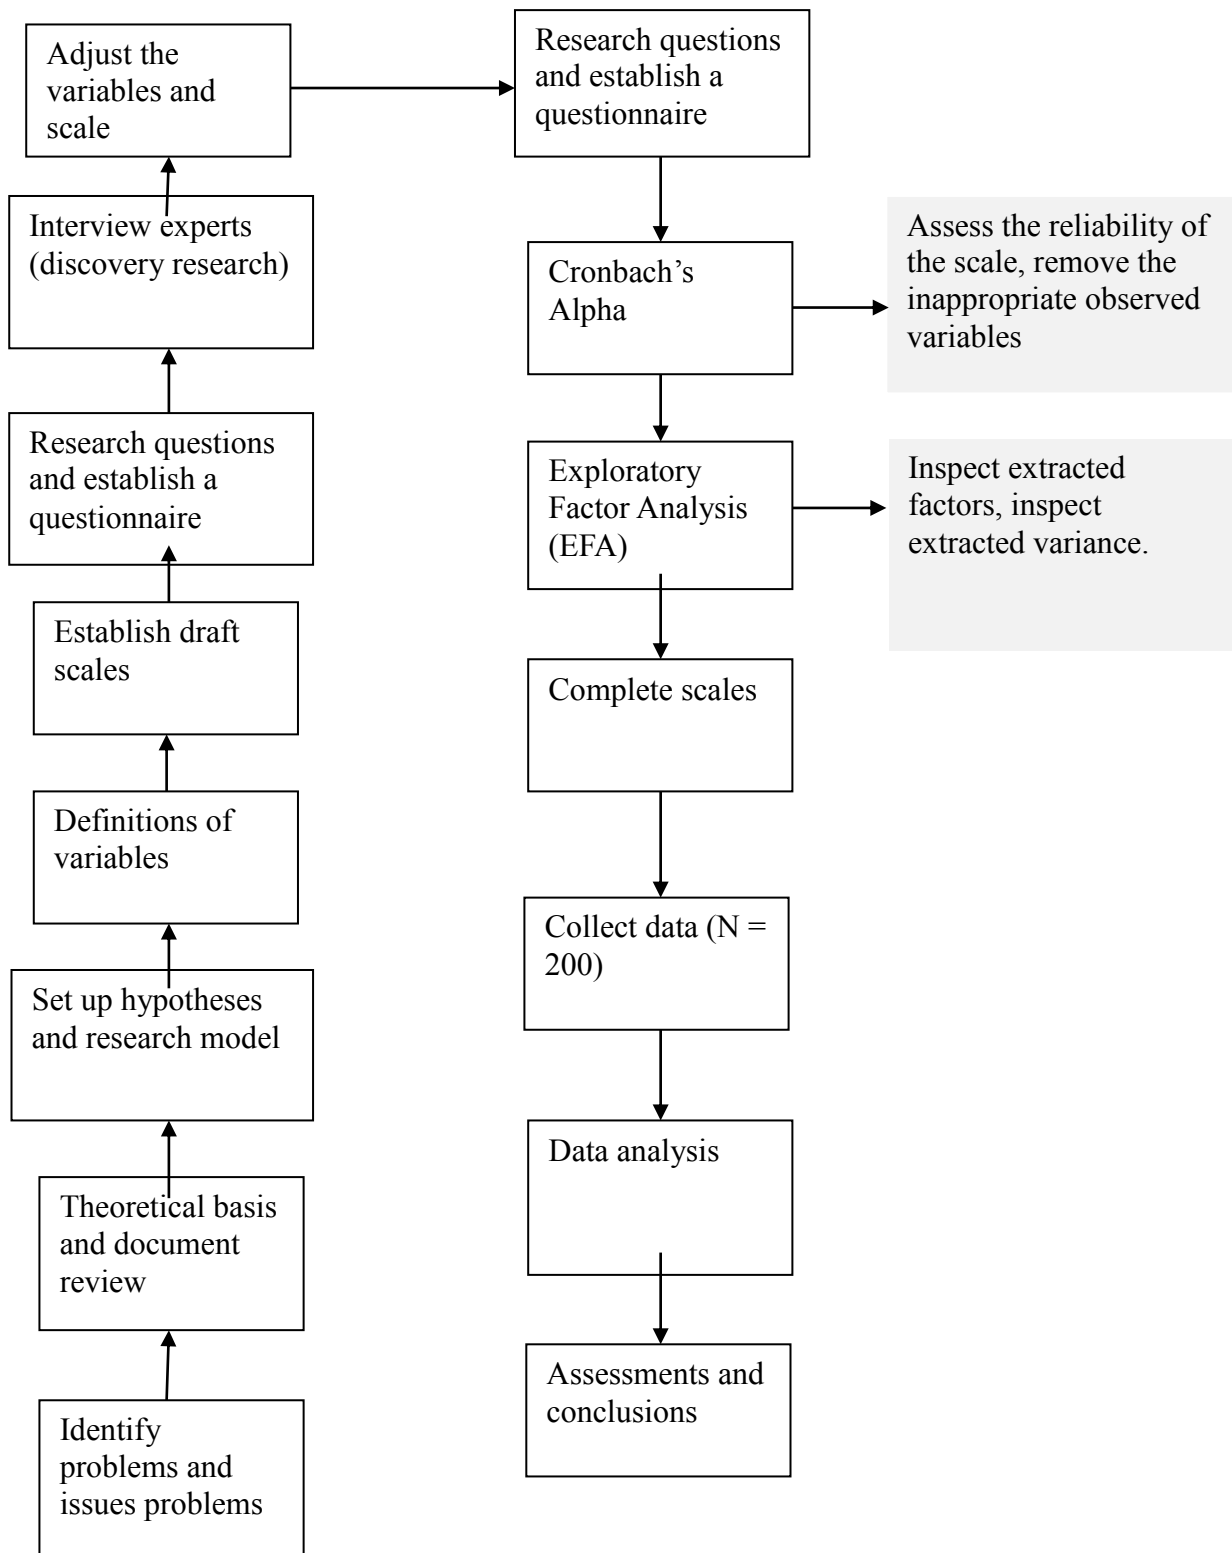 Adjust the
variables and
scale
Research questions
and establish a
questionnaire
Interview experts
(discovery research)
Cronbach’s
Alpha
Assess the reliability of
the scale, remove the
inappropriate observed
variables
Research questions
and establish a
questionnaire
Exploratory
Factor Analysis
(EFA)
Inspect extracted
factors, inspect
extracted variance.
Establish draft
scales
Complete scales
Definitions of
variables
Collect data (N =
200)
Set up hypotheses
and research model
Data analysis
Theoretical basis
and document
review
Assessments and
conclusions
Identify
problems and
issues problems